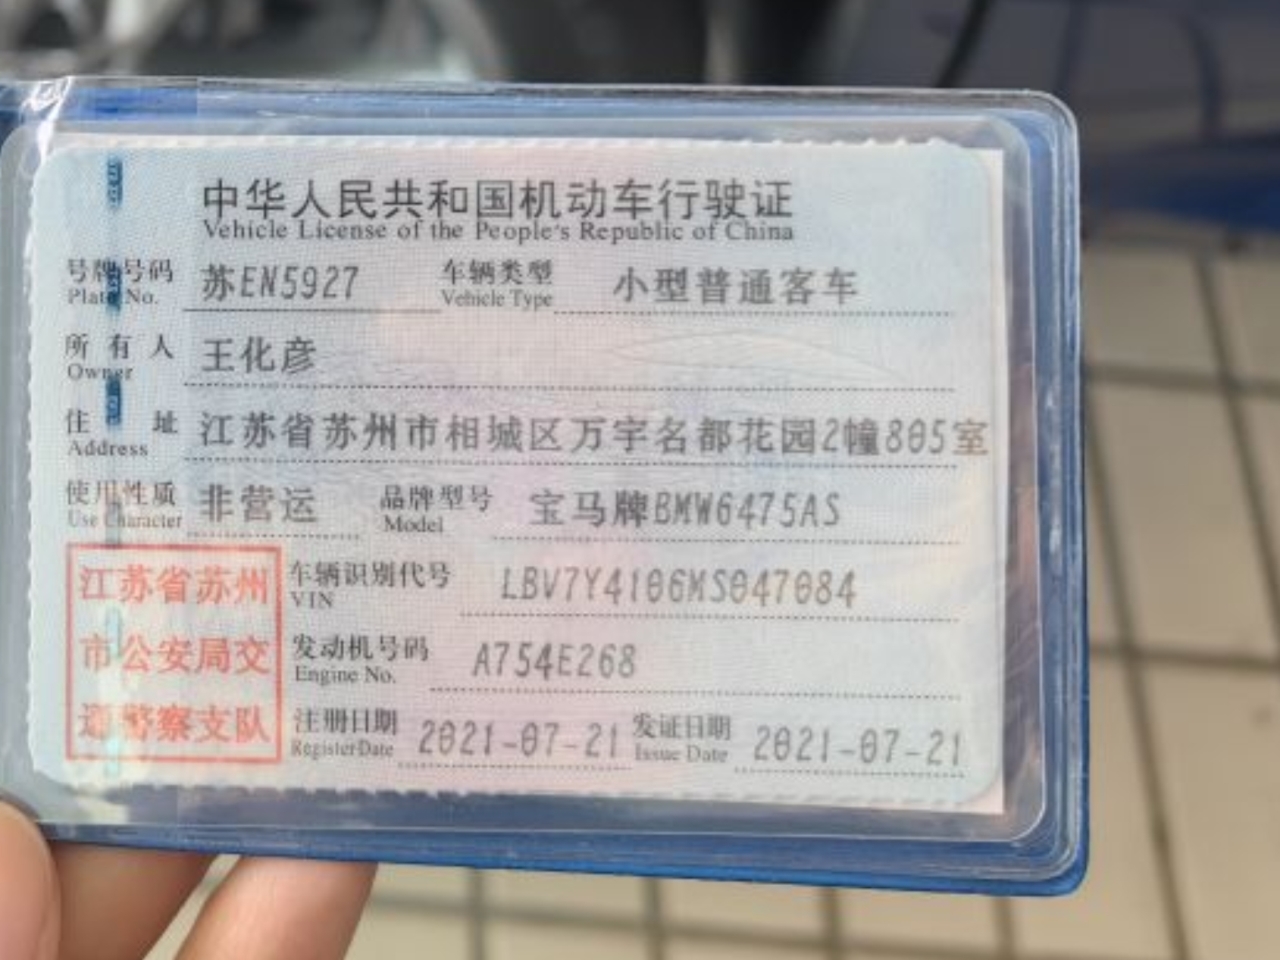 中华人民共和国机动车行驶证
Vehicle License of the People's Republic of China
号牌号码 苏EN5927 车辆类型 小型普通客车
Plate No. Vehicle Type
所有人 王化彦
Owner
住址 江苏省苏州市相城区万宇名都花园2幢805室
Address
使用性质 非营运 品牌型号 宝马牌BMW6475AS
Use Character Model
江苏省苏州
市公安局交
通警察支队
车辆识别代号 LBV7Y4106MS047084
VIN
发动机号码 A754E268
Engine No.
注册日期 2021-07-21 发证日期 2021-07-21
Register Date Issue Date